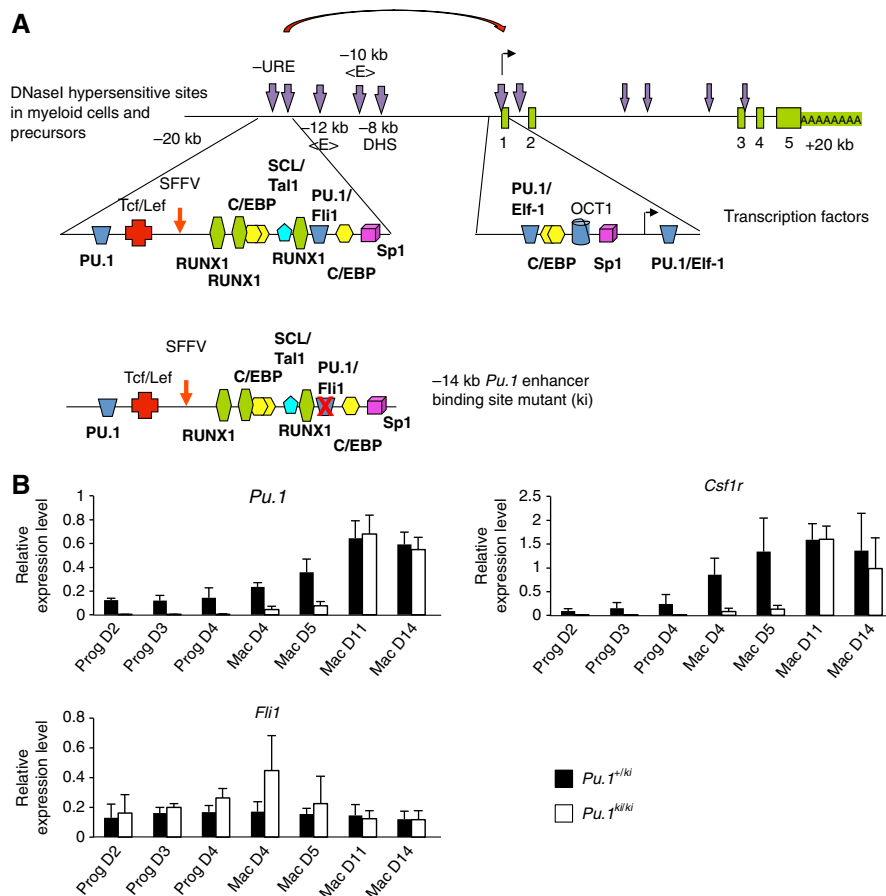 A
–10 kb
<E>
–URE
DNaseI hypersensitive sites
in myeloid cells and
precursors
AAAAAAAA
–20 kb
–12 kb
<E>
–8 kb
DHS
1
2
3
4
5
+20 kb
SFFV
SCL/
Tal1
C/EBP
PU.1/
Fli1
Tcf/Lef
PU.1/
Elf-1
OCT1
Transcription factors
PU.1
RUNX1
RUNX1
RUNX1
C/EBP
Sp1
C/EBP
Sp1
PU.1/Elf-1
SFFV
SCL/
Tal1
Tcf/Lef
C/EBP
PU.1/
Fli1
X
–14 kb Pu.1 enhancer
binding site mutant (ki)
PU.1
RUNX1
RUNX1
C/EBP
Sp1
B
Pu.1
Relative
expression level
1
0.8
0.6
0.4
0.2
0
Prog D2
Prog D3
Prog D4
Mac D4
Mac D5
Mac D11
Mac D14
Csf1r
Relative
expression level
2.5
2
1.5
1
0.5
0
Prog D2
Prog D3
Prog D4
Mac D4
Mac D5
Mac D11
Mac D14
Fli1
Relative
expression level
0.8
0.6
0.4
0.2
0
Prog D2
Prog D3
Prog D4
Mac D4
Mac D5
Mac D11
Mac D14
Pu.1+/ki
Pu.1ki/ki